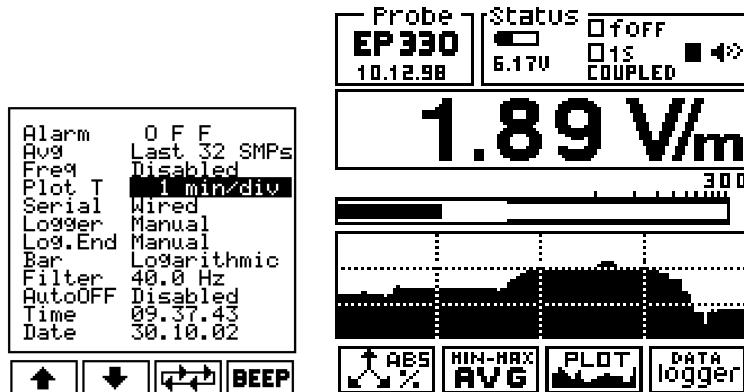 Alarm O F F
Avg Last 32 SMPs
Freq Disabled
Plot T 1 min/div
Serial Wired
Logger Manual
Log.End Manual
Bar Logarithmic
Filter 40.0 Hz
AutoOFF Disabled
Time 09.37.43
Date 30.10.02
BEEP
Probe
EP330
10.12.98
Status
6.17V
fOFF
1S
COUPLED
1.89 V/m
300
ABS %
MIN-MAX
AVG
PLOT
DATA
logger